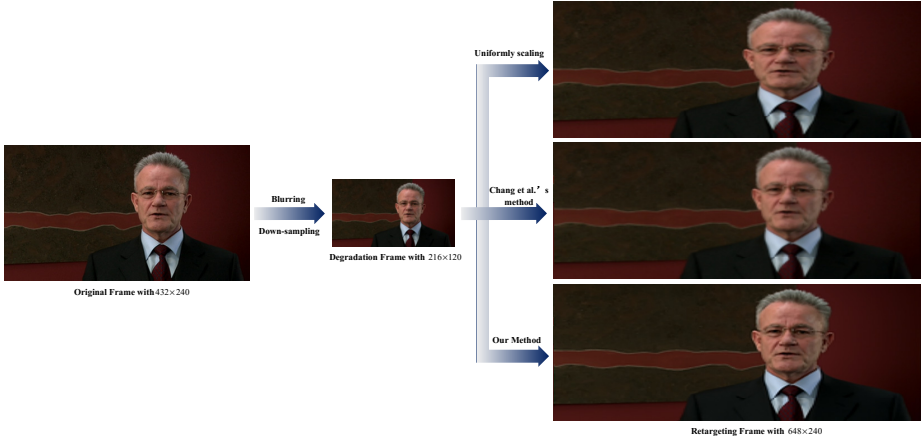 Uniformly scaling
Blurring
Down-sampling
Chang et al.’s
method
Original Frame with 432×240
Degradation Frame with 216×120
Our Method
Retargeting Frame with 648×240